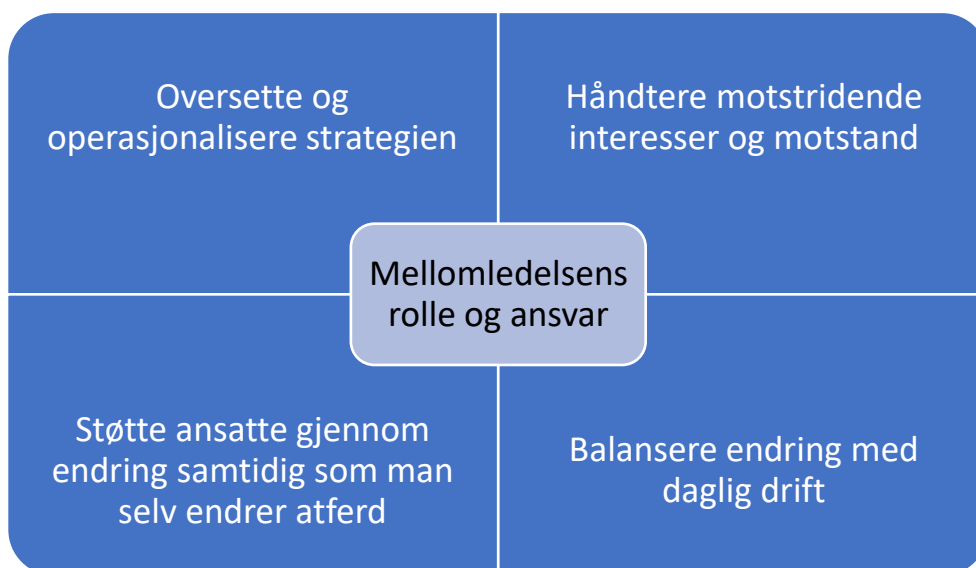 Oversette og
operasjonalisere strategien
Håndtere motstridende
interesser og motstand
Mellomledelsens
rolle og ansvar
Støtte ansatte gjennom
endring samtidig som man
selv endrer atferd
Balansere endring med
daglig drift